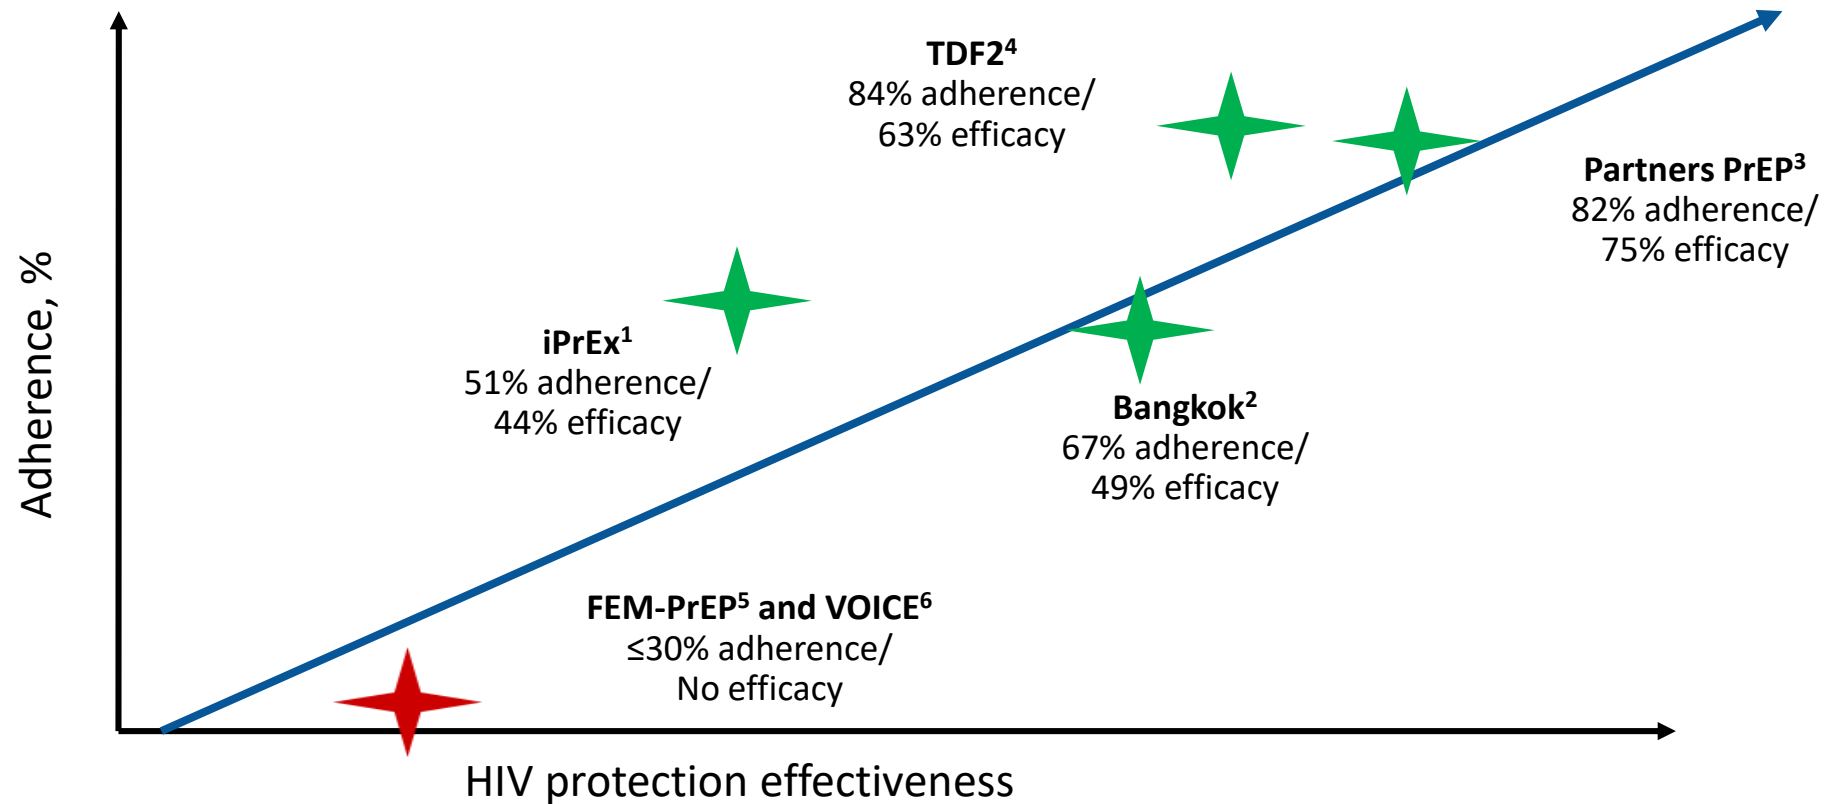 TDF2⁴
84% adherence/
63% efficacy
Partners PrEP³
82% adherence/
75% efficacy
iPrEx¹
51% adherence/
44% efficacy
Bangkok²
67% adherence/
49% efficacy
FEM-PrEP⁵ and VOICE⁶
≤30% adherence/
No efficacy
Adherence, %
HIV protection effectiveness